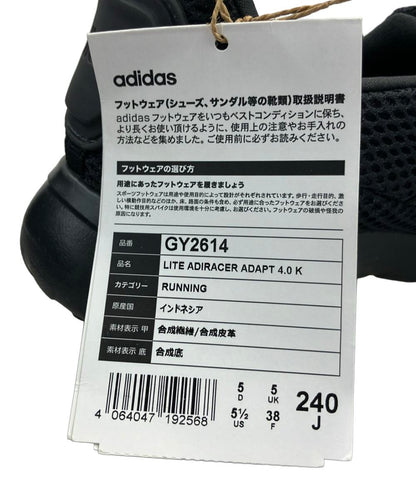 adidas
フットウェア(シューズ、サンダル等の靴類)取扱説明書
adidasフットウェアをいつもベストコンディションに保ち、
より長くお使い頂けるように、使用上の注意やお手入れの
方法などを集めました。ご使用前に必ずお読みください。
フットウェアの選び方
用途にあったフットウェアを履きましょう
品番 GY2614
品名 LITE ADIRACER ADAPT 4.0 K
カテゴリー RUNNING
原産国 インドネシア
素材表示 甲 合成繊維/合成皮革
素材表示 底 合成底
5 D 5 UK
5½ US 38 F
240 J
4 064047 192568